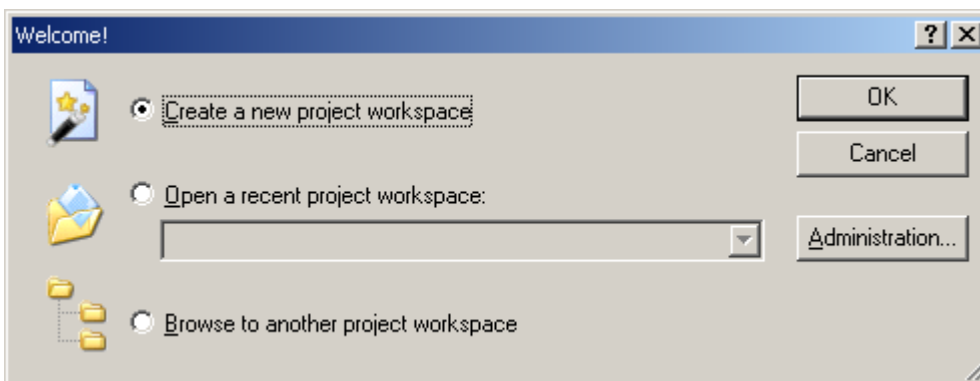 Welcome!
Create a new project workspace
OK
Cancel
Open a recent project workspace:
Administration...
Browse to another project workspace